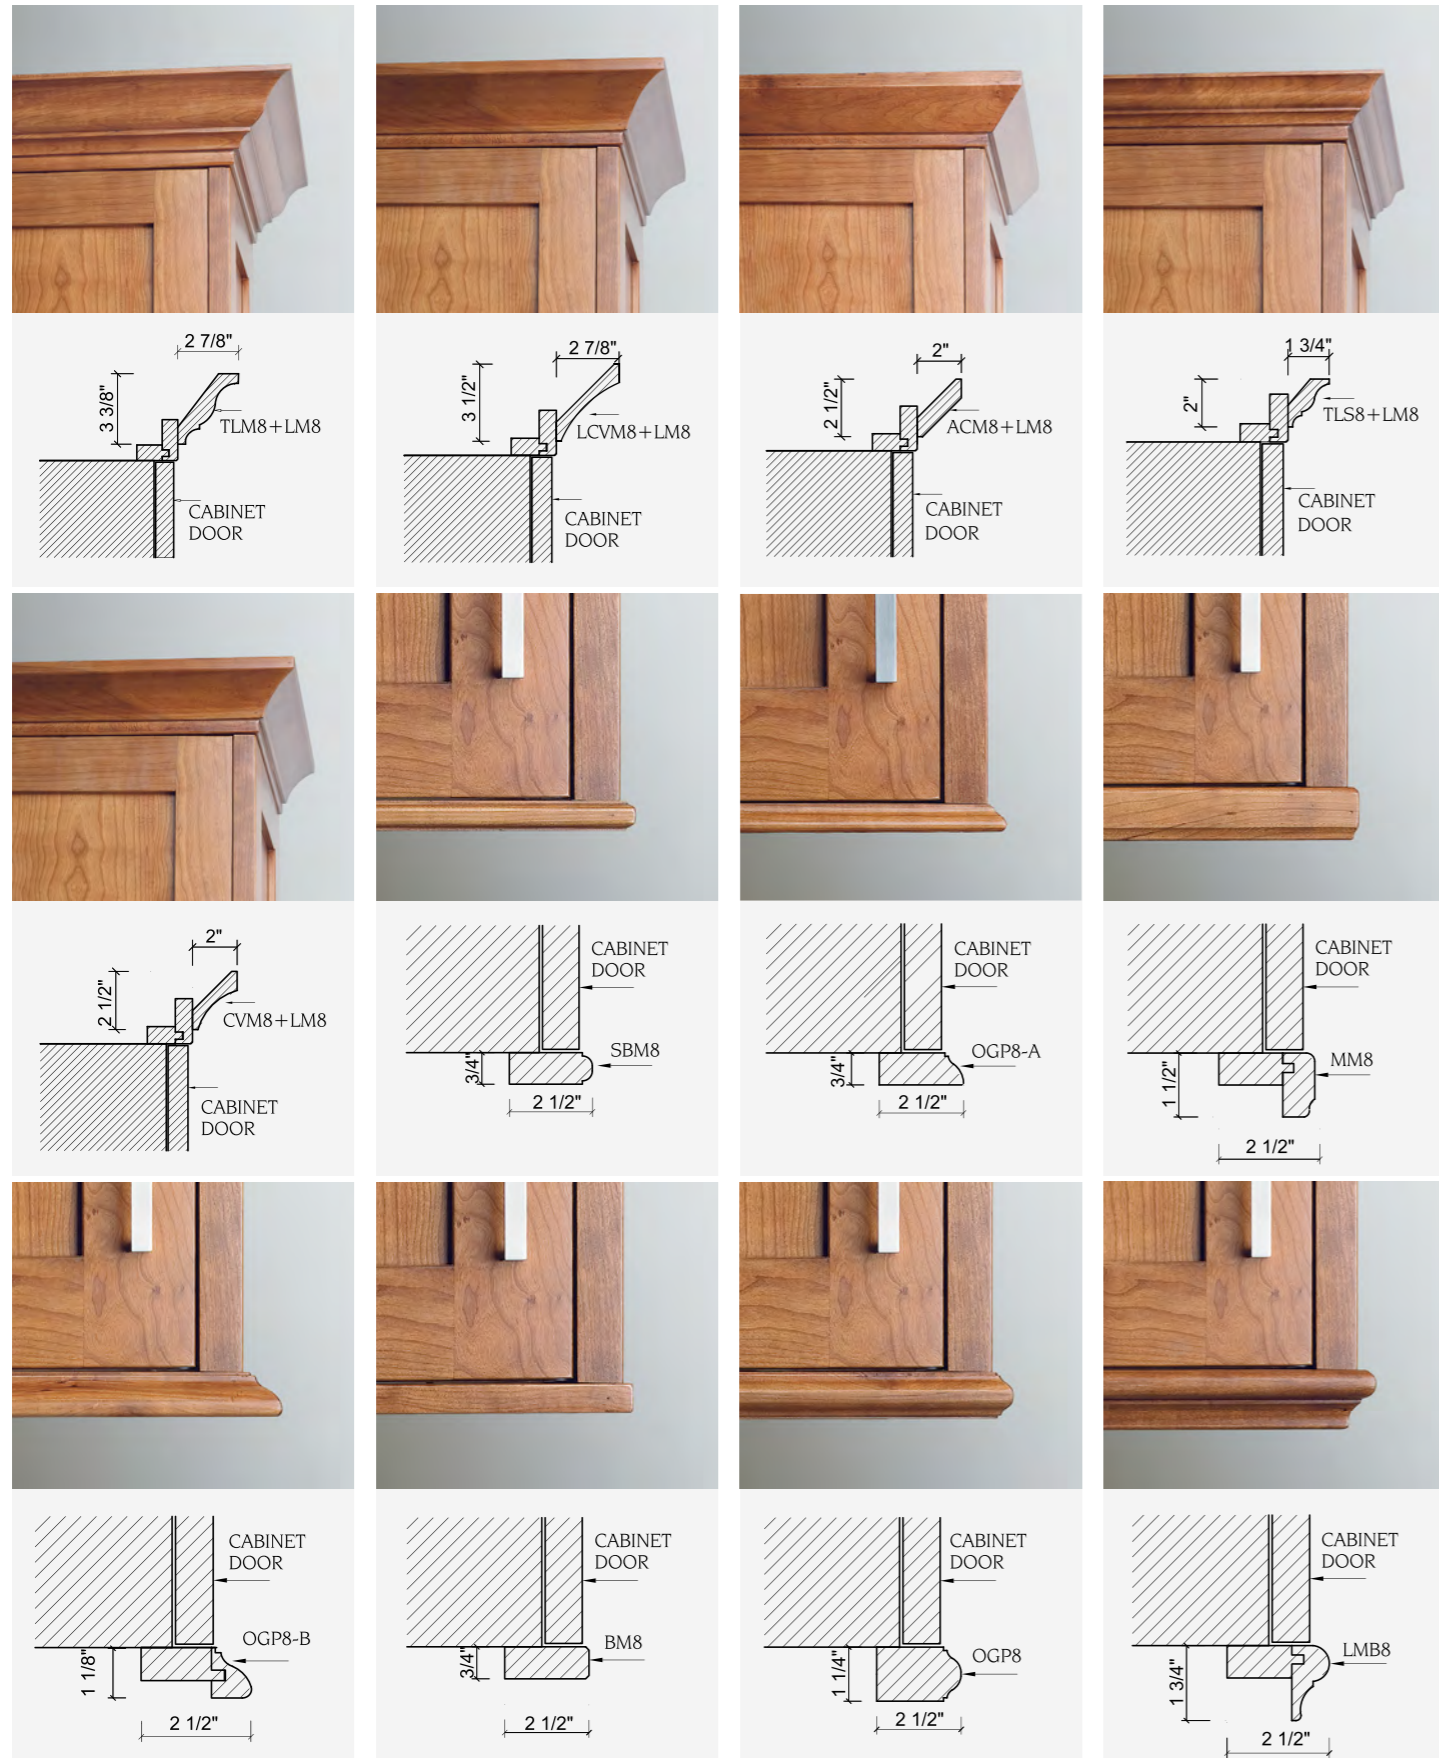 2 7/8"
3 3/8"
TLM8+LM8
CABINET
DOOR
2 7/8"
3 1/2"
LCVM8+LM8
CABINET
DOOR
2"
2 1/2"
ACM8+LM8
CABINET
DOOR
1 3/4"
2"
TLS8+LM8
CABINET
DOOR
2"
2 1/2"
CVM8+LM8
CABINET
DOOR
CABINET
DOOR
SBM8
3/4"
2 1/2"
CABINET
DOOR
OGP8-A
3/4"
2 1/2"
CABINET
DOOR
MM8
1 1/2"
2 1/2"
CABINET
DOOR
OGP8-B
1 1/8"
2 1/2"
CABINET
DOOR
BM8
3/4"
2 1/2"
CABINET
DOOR
OGP8
1 1/4"
2 1/2"
CABINET
DOOR
LMB8
1 3/4"
2 1/2"